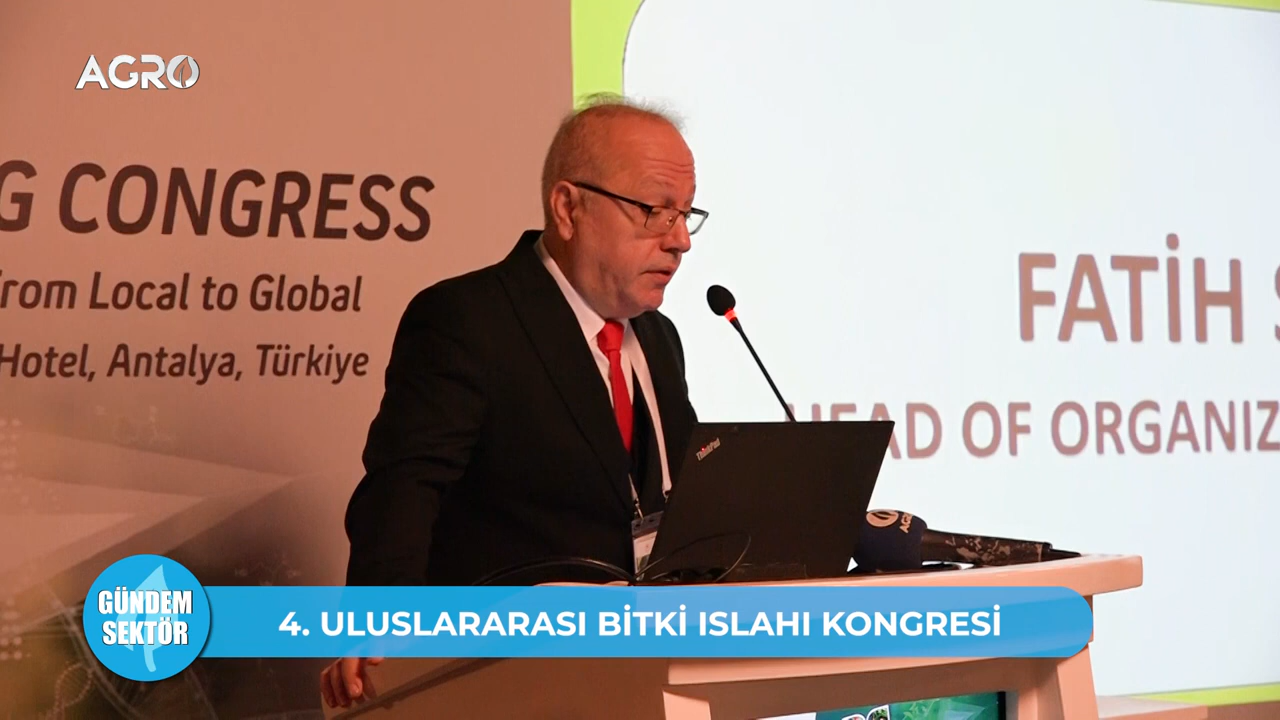 AGRO
G CONGRESS
From Local to Global
Hotel, Antalya, Türkiye
FATİH S
HEAD OF ORGANIZ
ThinkPad
AGRO
GÜNDEM
SEKTÖR
4. ULUSLARARASI BİTKİ ISLAHI KONGRESİ